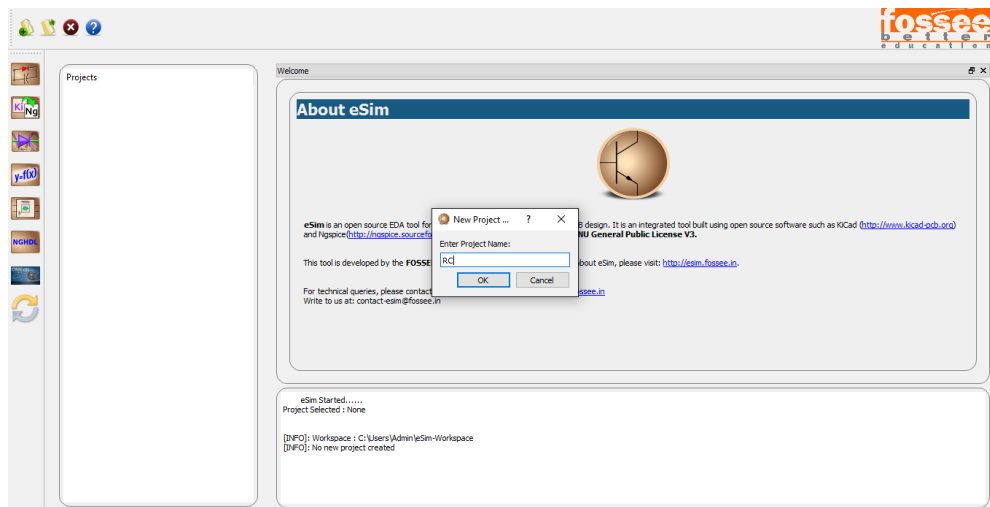 fossee
better
education
Projects
Welcome
About eSim
eSim is an open source EDA tool for
B design. It is an integrated tool built using open source software such as KiCad (http://www.kicad-pcb.org)
and Ngspice(http://ngspice.sourcefo
NU General Public License V3.
This tool is developed by the FOSSE
bout eSim, please visit: http://esim.fossee.in.
For technical queries, please contact
ssee.in
Write to us at: contact-esim@fossee.in
New Project ...
?
Enter Project Name:
RC
OK
Cancel
Ki
Ng
y=f(X)
NGHDL
eSim Started......
Project Selected : None
[INFO]: Workspace : C:\Users\Admin\eSim-Workspace
[INFO]: No new project created